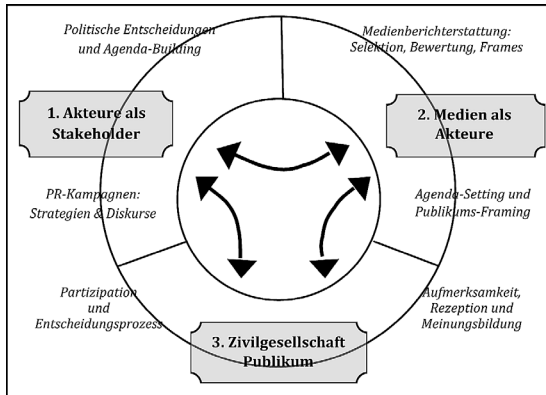 Politische Entscheidungen
und Agenda-Building
Medienberichterstattung:
Selektion, Bewertung, Frames
1. Akteure als
Stakeholder
2. Medien als
Akteure
PR-Kampagnen:
Strategien & Diskurse
Agenda-Setting und
Publikums-Framing
Partizipation
und
Entscheidungsprozess
Aufmerksamkeit,
Rezeption und
Meinungsbildung
3. Zivilgesellschaft
Publikum